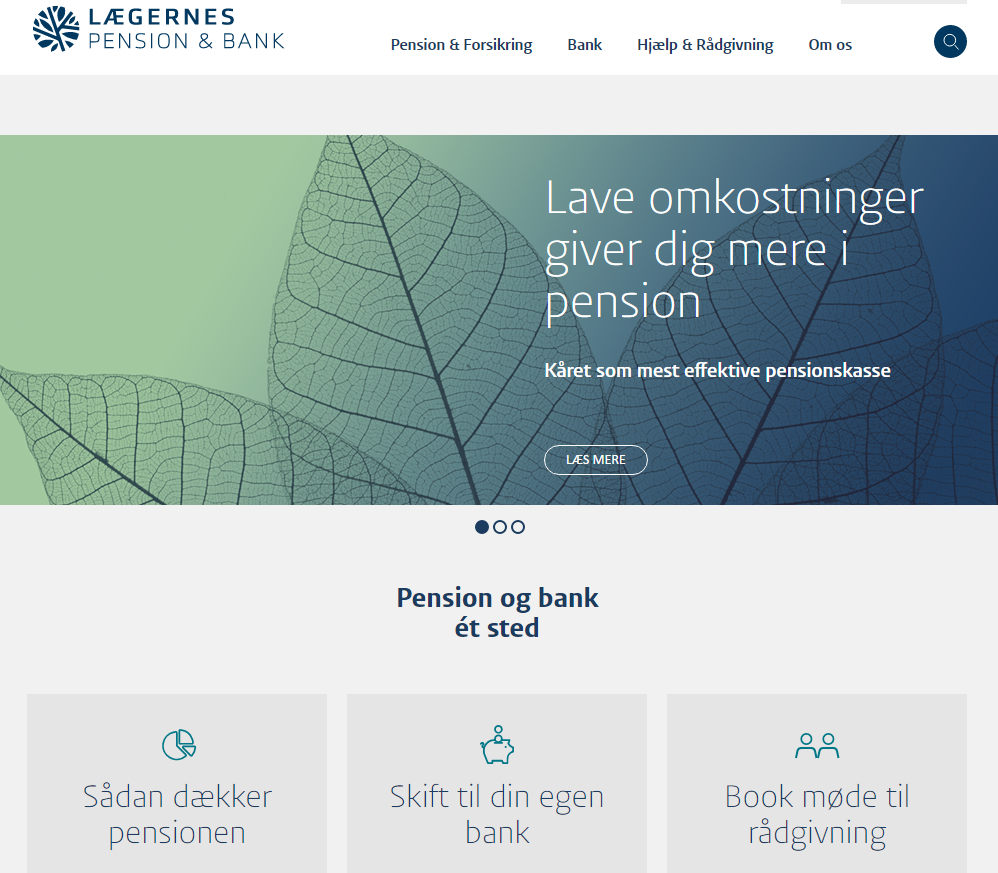 LÆGERNES
PENSION & BANK
Pension & Forsikring
Bank
Hjælp & Rådgivning
Om os
Lave omkostninger
giver dig mere i
pension
Kåret som mest effektive pensionskasse
LÆS MERE
Pension og bank
ét sted
Sådan dækker
pensionen
Skift til din egen
bank
Book møde til
rådgivning